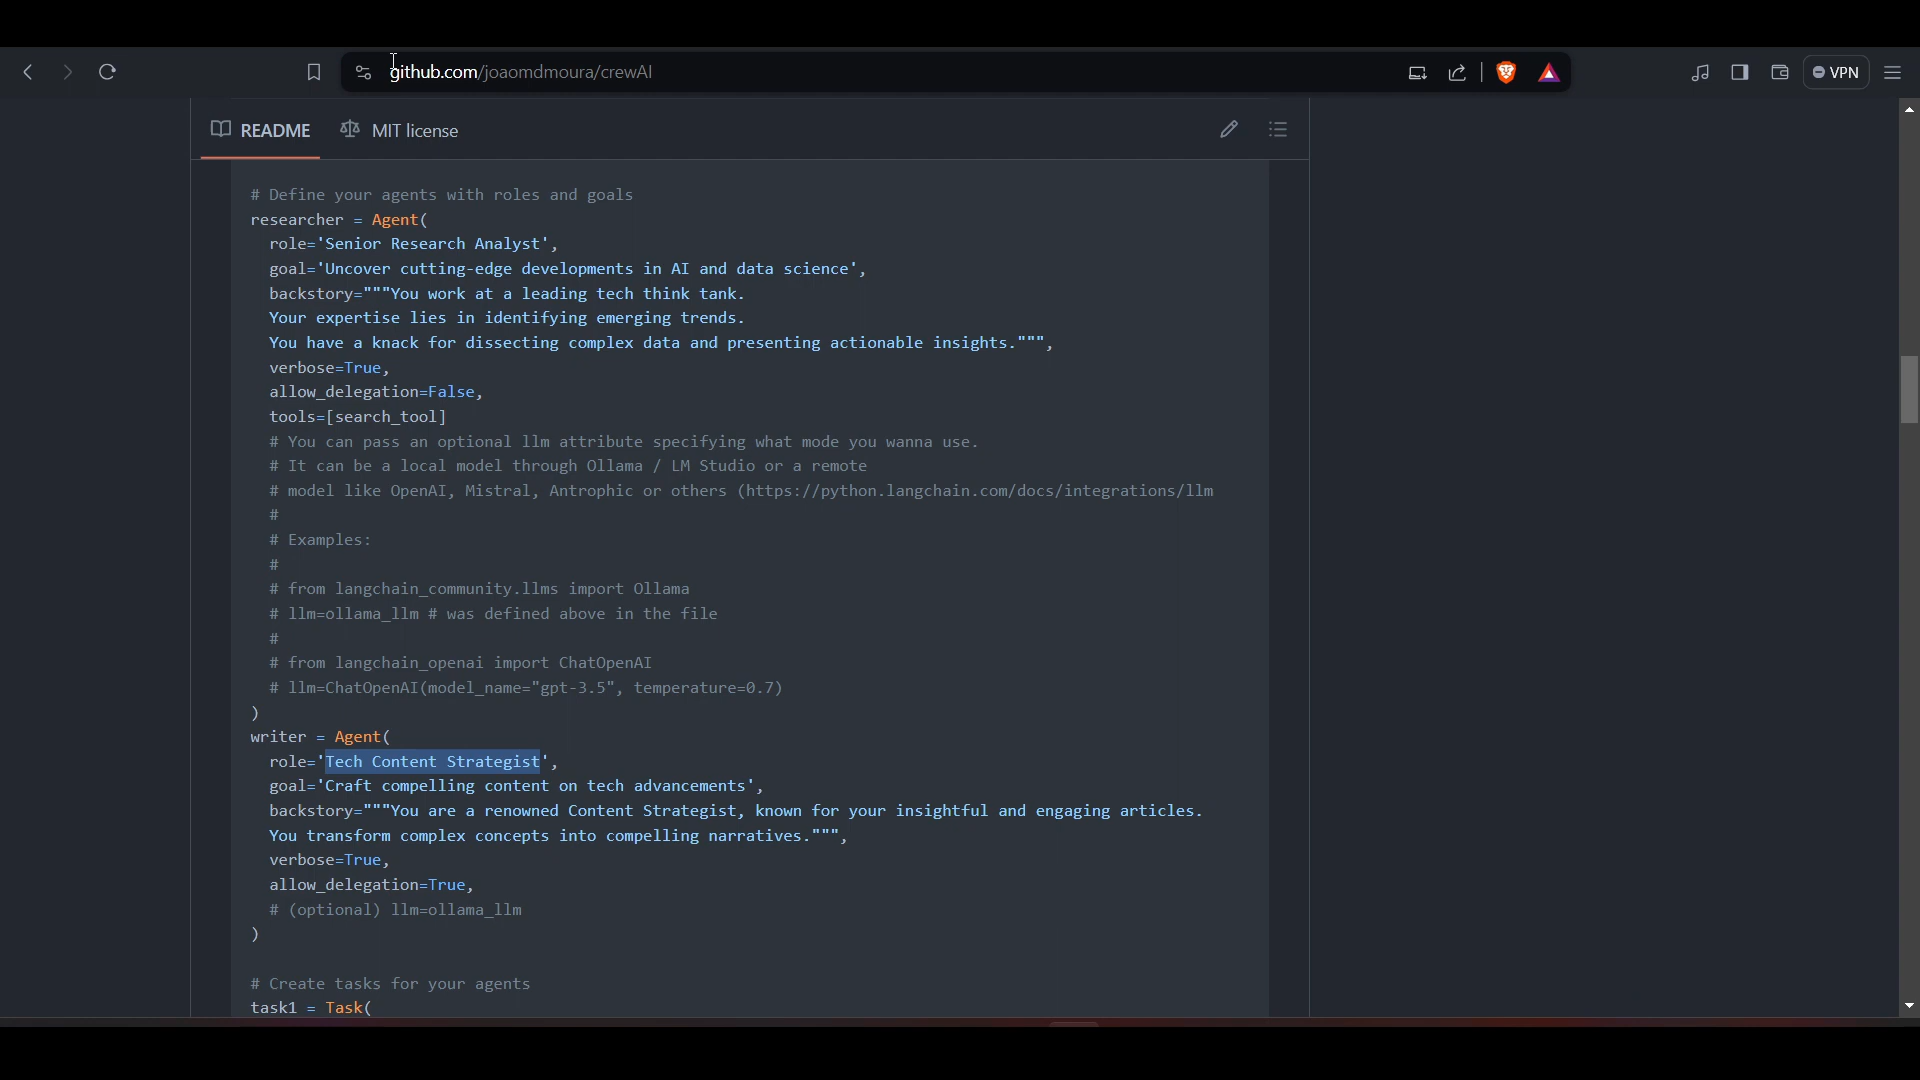 github.com/joaomdmoura/crewAI
VPN
README
MIT license
# Define your agents with roles and goals
researcher = Agent(
role='Senior Research Analyst',
goal='Uncover cutting-edge developments in AI and data science',
backstory="""You work at a leading tech think tank.
Your expertise lies in identifying emerging trends.
You have a knack for dissecting complex data and presenting actionable insights.""",
verbose=True,
allow_delegation=False,
tools=[search_tool]
# You can pass an optional llm attribute specifying what mode you wanna use.
# It can be a local model through Ollama / LM Studio or a remote
# model like OpenAI, Mistral, Antrophic or others (https://python.langchain.com/docs/integrations/llm
#
# Examples:
#
# from langchain_community.llms import Ollama
# llm=ollama_llm # was defined above in the file
#
# from langchain_openai import ChatOpenAI
# llm=ChatOpenAI(model_name="gpt-3.5", temperature=0.7)
)
writer = Agent(
role='Tech Content Strategist',
goal='Craft compelling content on tech advancements',
backstory="""You are a renowned Content Strategist, known for your insightful and engaging articles.
You transform complex concepts into compelling narratives.""",
verbose=True,
allow_delegation=True,
# (optional) llm=ollama_llm
)
# Create tasks for your agents
task1 = Task(